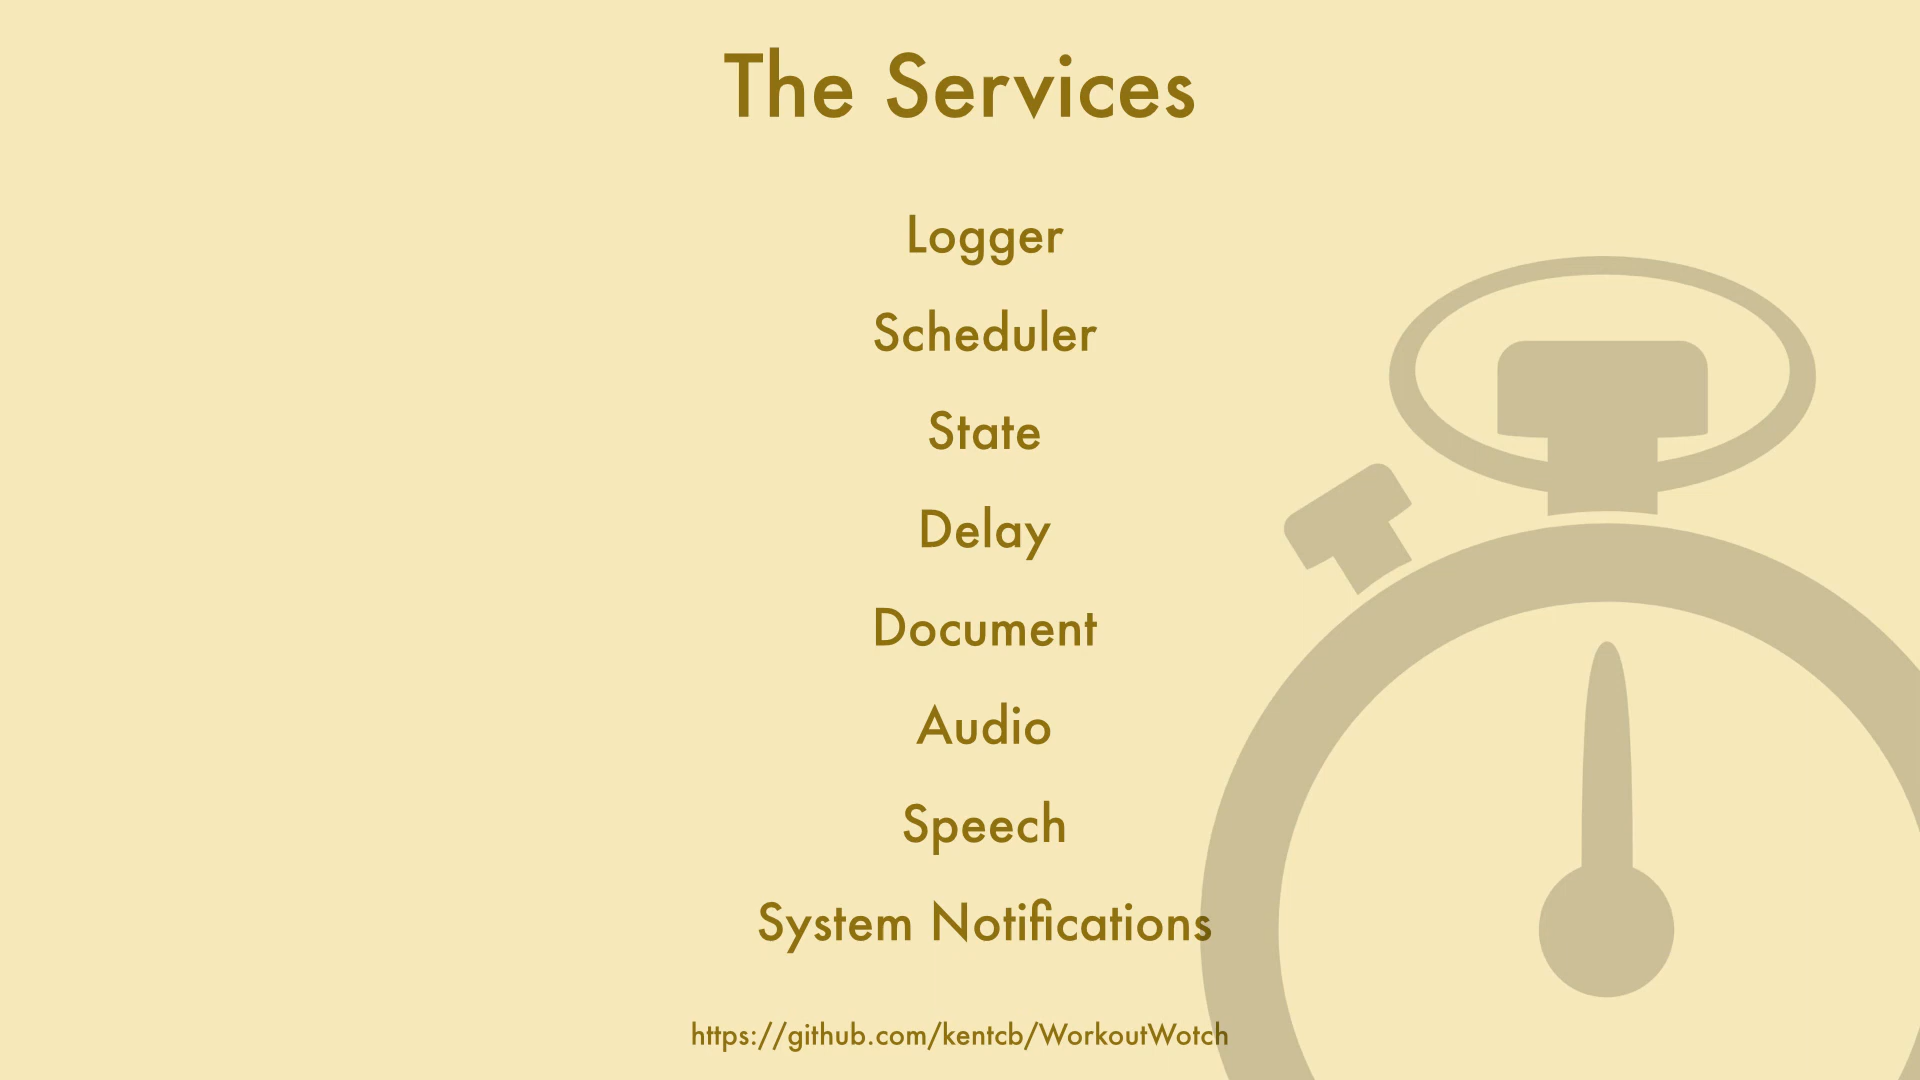 The Services
Logger
Scheduler
State
Delay
Document
Audio
Speech
System Notifications
https://github.com/kentcb/WorkoutWotch